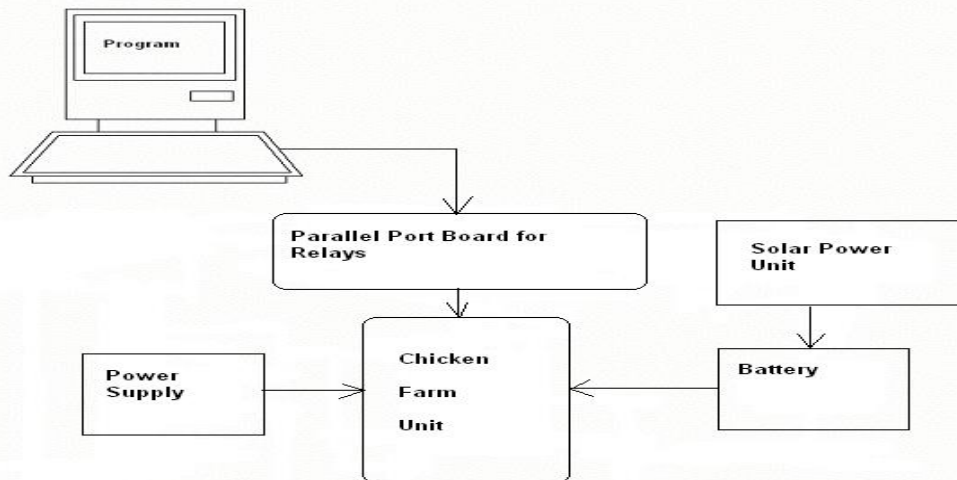 Program
Parallel Port Board for
Relays
Solar Power
Unit
Chicken
Farm
Unit
Power
Supply
Battery